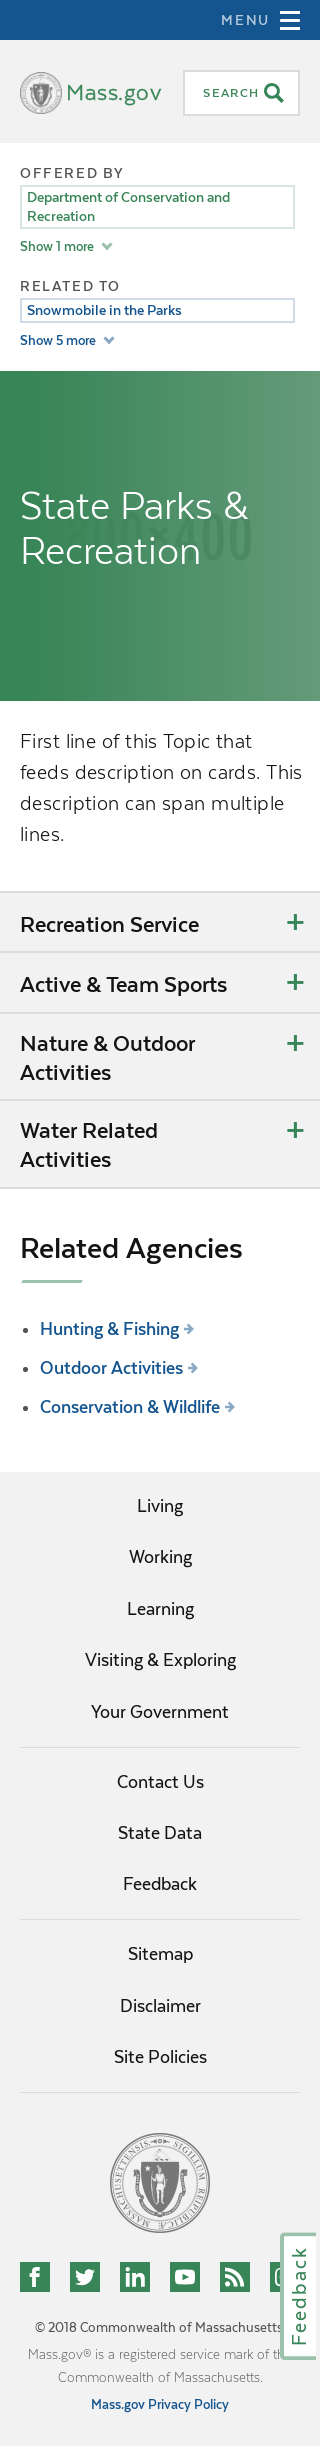 MENU
Mass.gov
SEARCH
OFFERED BY
Department of Conservation and
Recreation
Show 1 more
RELATED TO
Snowmobile in the Parks
Show 5 more
State Parks &
Recreation
First line of this Topic that
feeds description on cards. This
description can span multiple
lines.
Recreation Service
Active & Team Sports
Nature & Outdoor
Activities
Water Related
Activities
Related Agencies
Hunting & Fishing
Outdoor Activities
Conservation & Wildlife
Living
Working
Learning
Visiting & Exploring
Your Government
Contact Us
State Data
Feedback
Sitemap
Disclaimer
Site Policies
Feedback
© 2018 Commonwealth of Massachusetts
Mass.gov® is a registered service mark of
Commonwealth of Massachusetts.
Mass.gov Privacy Policy